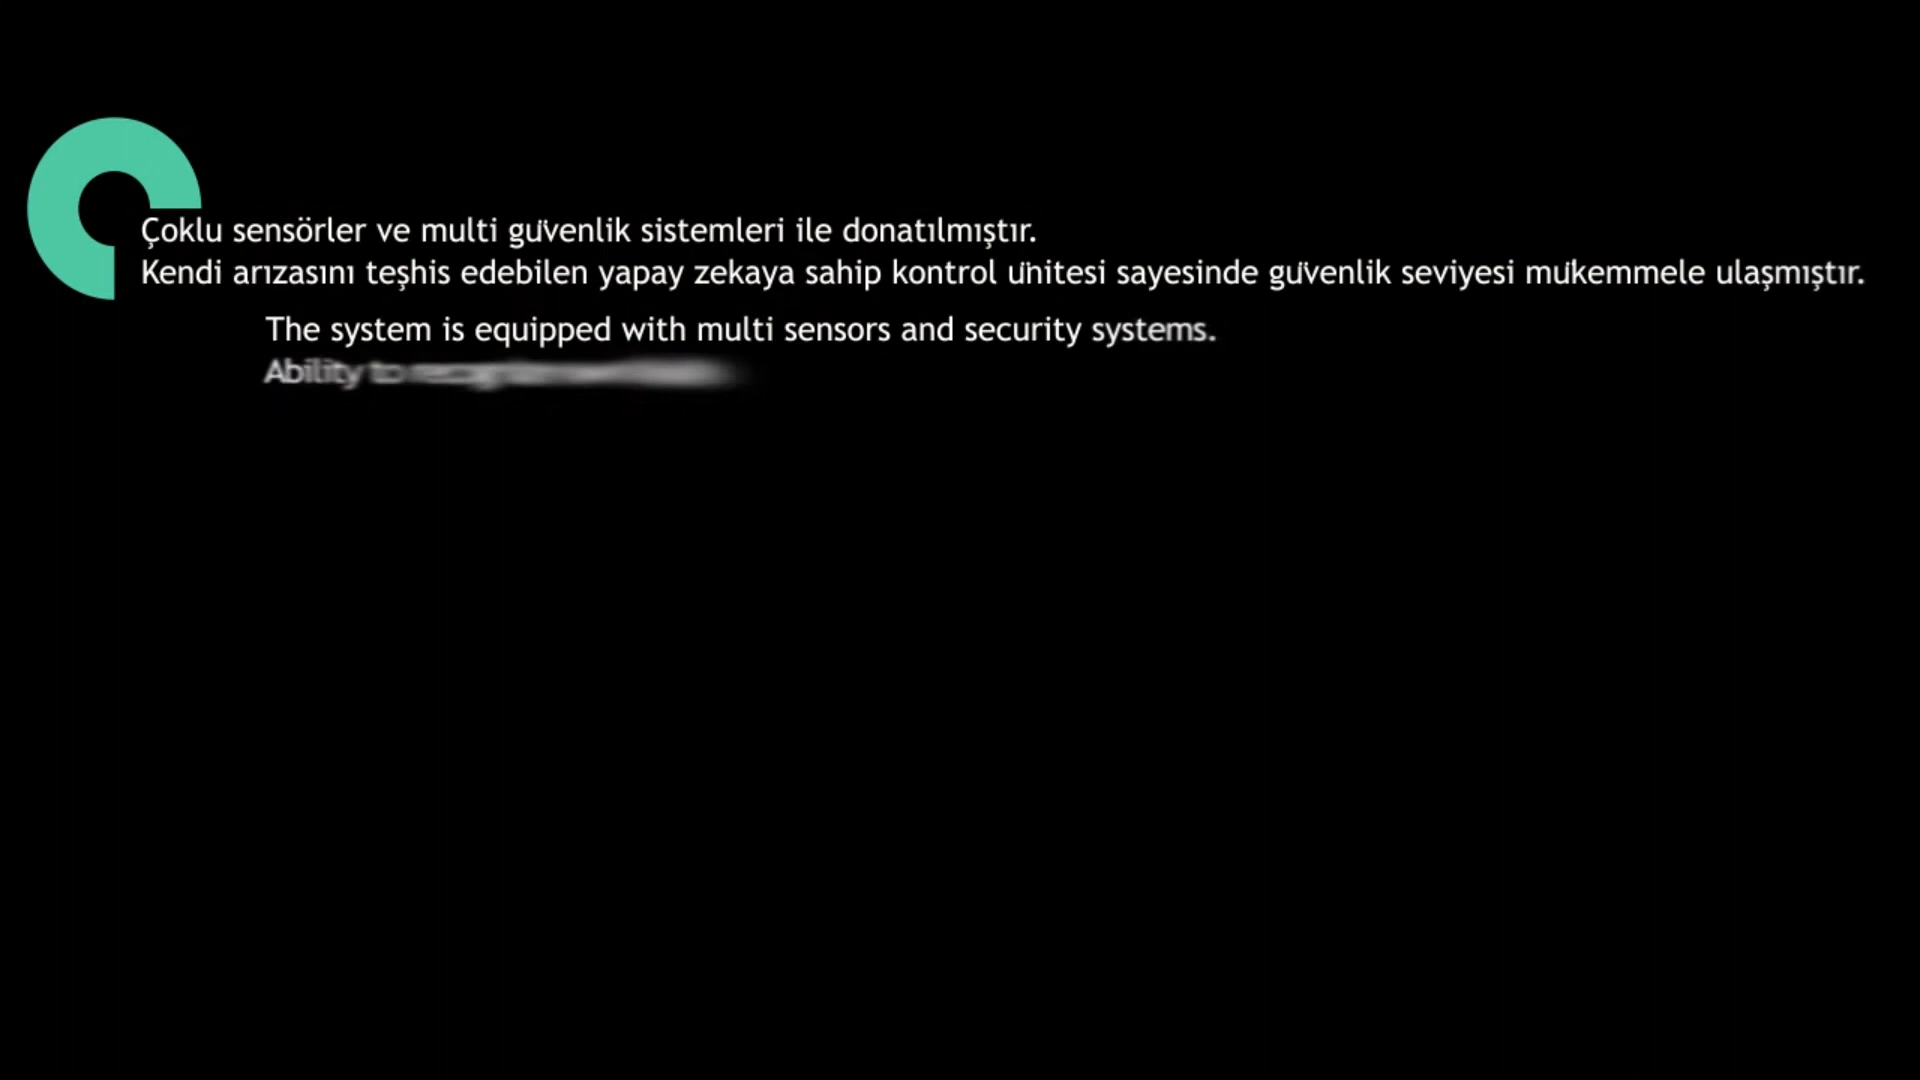 Çoklu sensörler ve multi güvenlik sistemleri ile donatılmıştır.
Kendi arızasını teşhis edebilen yapay zekaya sahip kontrol ünitesi sayesinde güvenlik seviyesi mükemmele ulaşmıştır.
The system is equipped with multi sensors and security systems.
Ability to